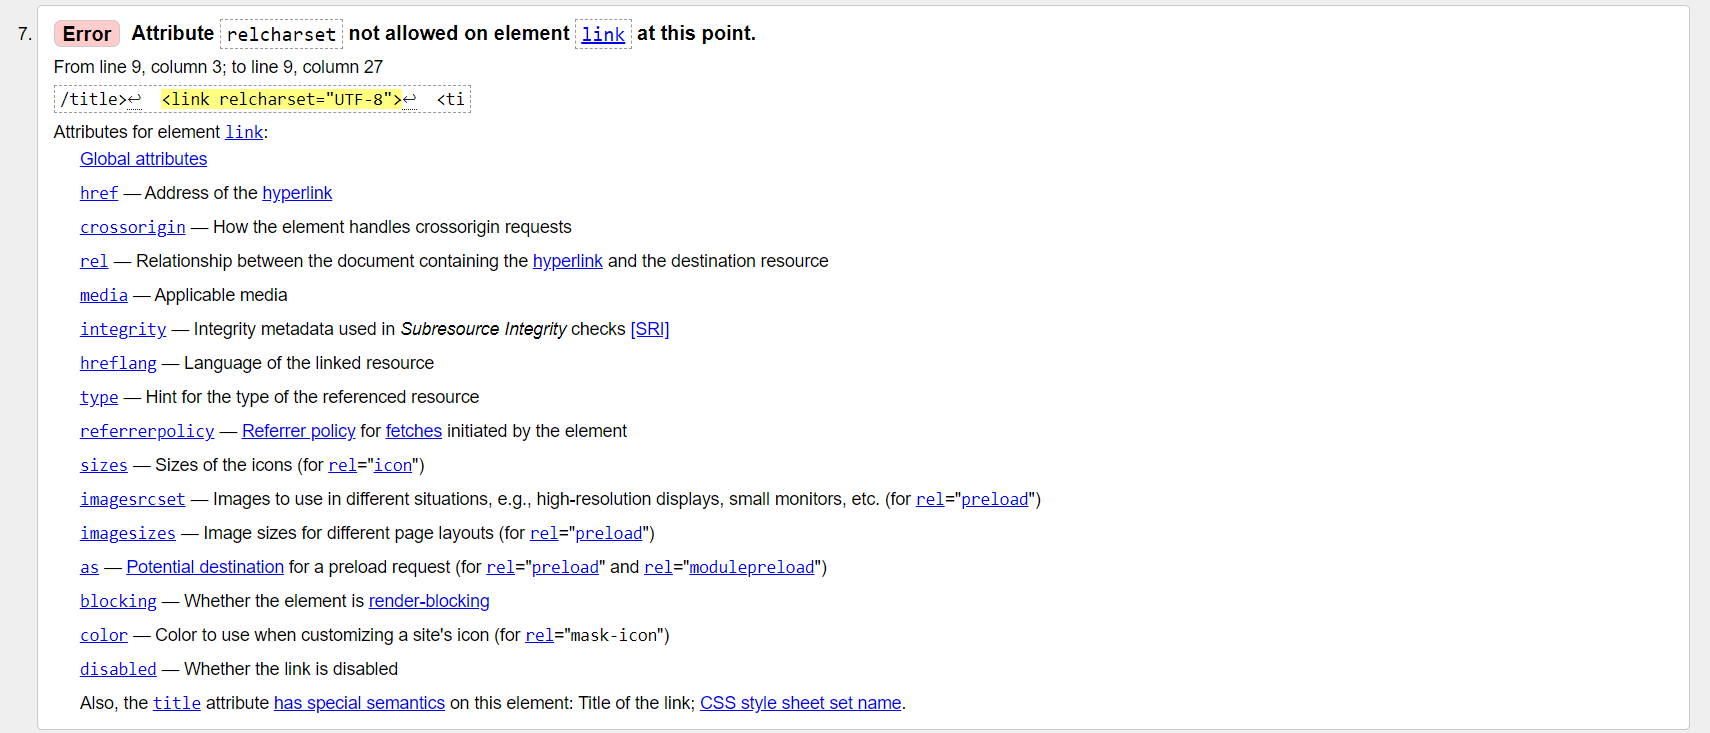 7. Error Attribute relcharset not allowed on element link at this point.
From line 9, column 3; to line 9, column 27
/title>↩ <link relcharset="UTF-8">↩ <ti
Attributes for element link:
Global attributes
href — Address of the hyperlink
crossorigin — How the element handles crossorigin requests
rel — Relationship between the document containing the hyperlink and the destination resource
media — Applicable media
integrity — Integrity metadata used in Subresource Integrity checks [SRI]
hreflang — Language of the linked resource
type — Hint for the type of the referenced resource
referrerpolicy — Referrer policy for fetches initiated by the element
sizes — Sizes of the icons (for rel="icon")
imagesrcset — Images to use in different situations, e.g., high-resolution displays, small monitors, etc. (for rel="preload")
imagesizes — Image sizes for different page layouts (for rel="preload")
as — Potential destination for a preload request (for rel="preload" and rel="modulepreload")
blocking — Whether the element is render-blocking
color — Color to use when customizing a site's icon (for rel="mask-icon")
disabled — Whether the link is disabled
Also, the title attribute has special semantics on this element: Title of the link; CSS style sheet set name.